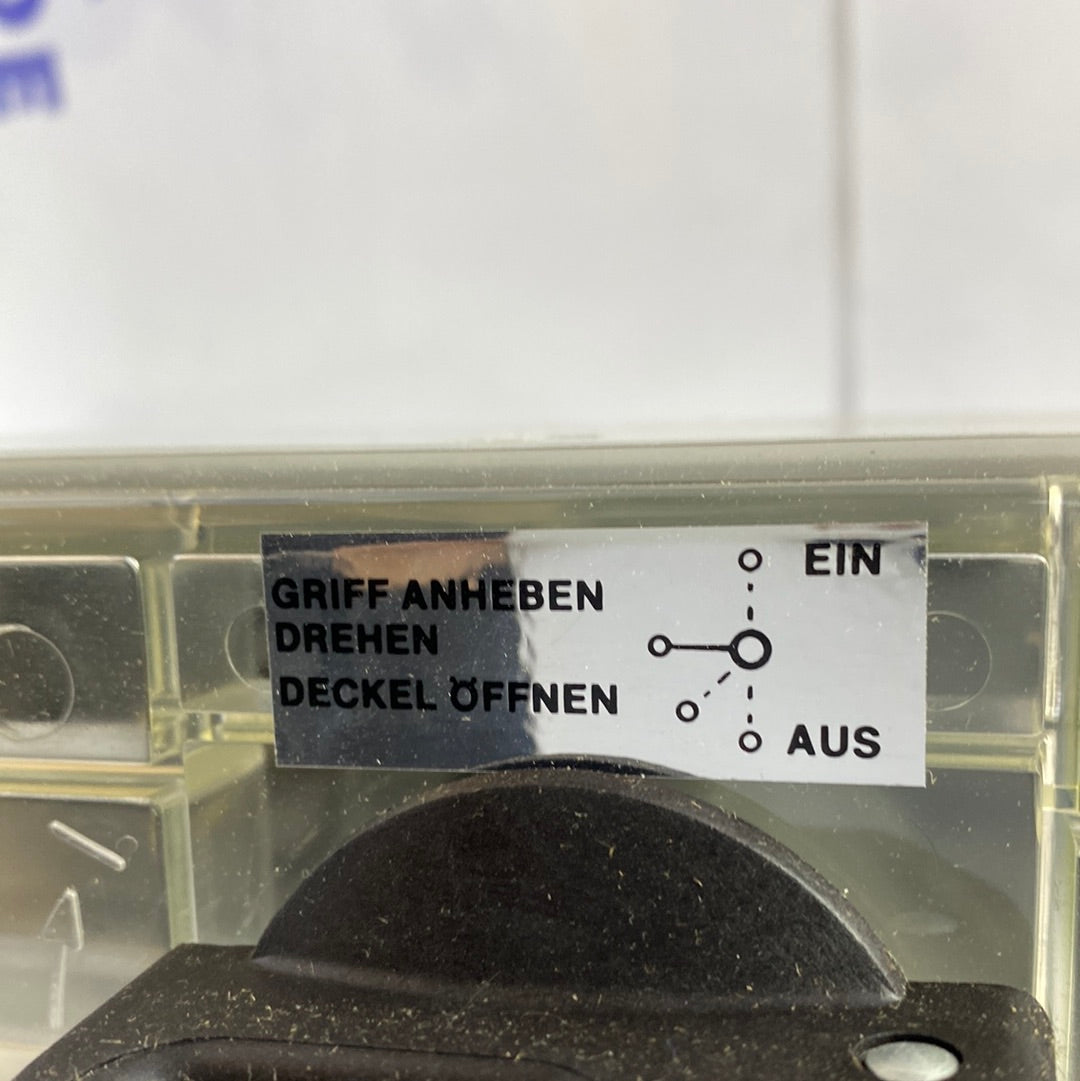 GRIFF ANHEBEN
DREHEN
DECKEL ÖFFNEN
EIN
AUS